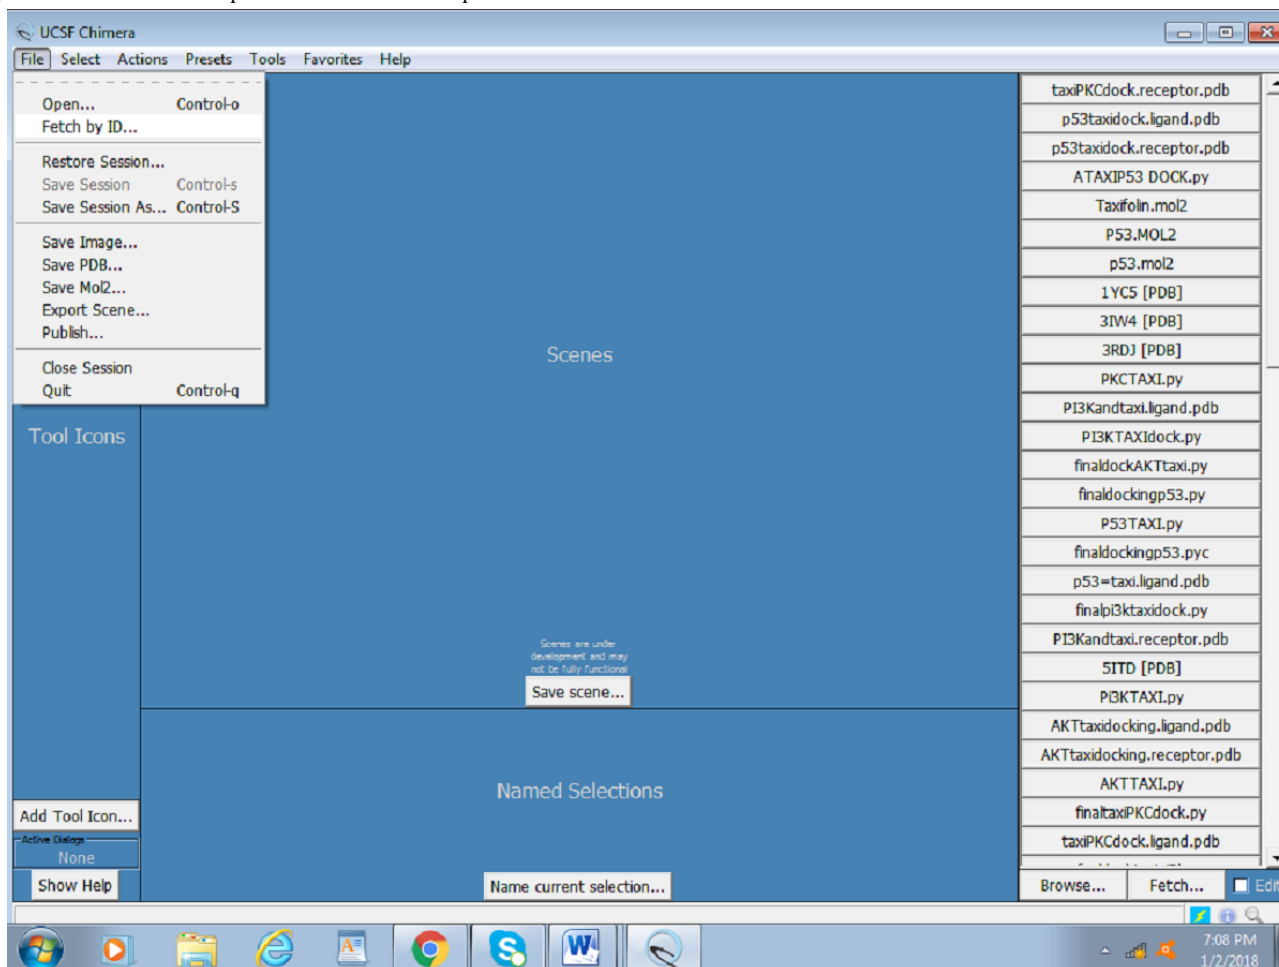 UCSF Chimera
File Select Actions Presets Tools Favorites Help
Open... Control-o
Fetch by ID...
Restore Session...
Save Session Control-s
Save Session As... Control-S
Save Image...
Save PDB...
Save Mol2...
Export Scene...
Publish...
Close Session
Quit Control-q
Tool Icons
Add Tool Icon...
Active Dialogs
None
Show Help
Scenes
Scenes are under
development and may
not be fully functional
Save scene...
Named Selections
Name current selection...
taxiPKCdock.receptor.pdb
p53taxidock.ligand.pdb
p53taxidock.receptor.pdb
ATAXIP53 DOCK.py
Taxifolin.mol2
P53.MOL2
p53.mol2
1YC5 [PDB]
3IW4 [PDB]
3RDJ [PDB]
PKCTAXI.py
PI3Kandtaxi.ligand.pdb
PI3KTAXIdock.py
finaldockAKTtaxi.py
finaldockingp53.py
P53TAXI.py
finaldockingp53.pyc
p53=taxi.ligand.pdb
finalpi3ktaxidock.py
PI3Kandtaxi.receptor.pdb
5ITD [PDB]
Pi3KTAXI.py
AKTtaxidocking.ligand.pdb
AKTtaxidocking.receptor.pdb
AKTTAXI.py
finaltaxiPKCdock.py
taxiPKCdock.ligand.pdb
Browse... Fetch... Edit
7:08 PM
1/2/2018